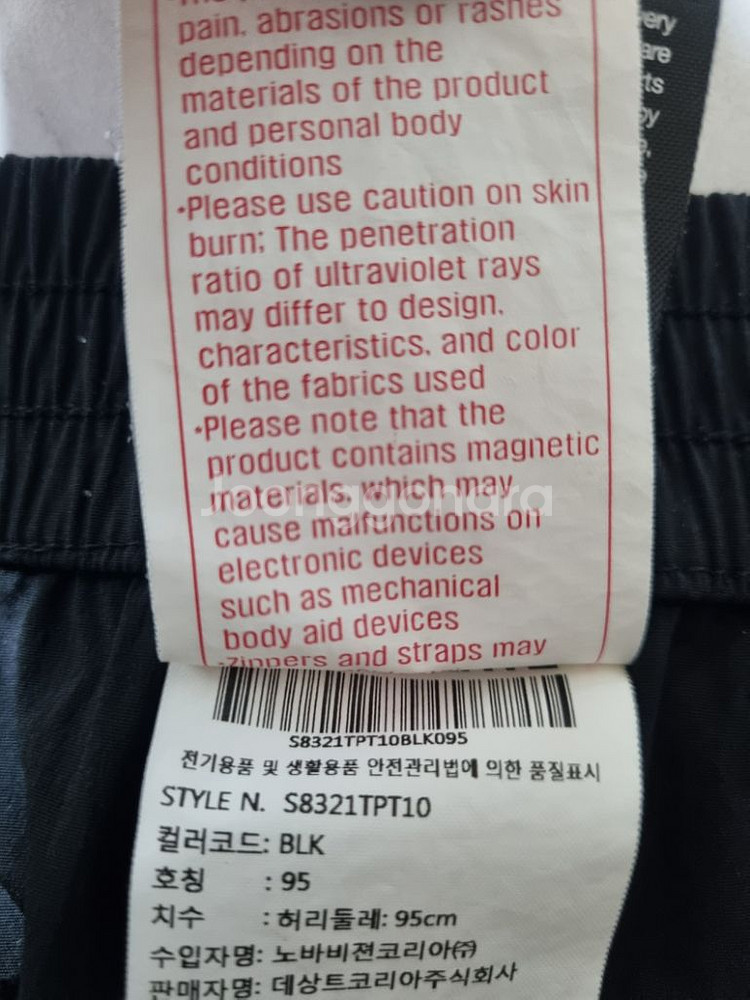 pain, abrasions or rashes
depending on the
materials of the product
and personal body
conditions
•Please use caution on skin
burn; The penetration
ratio of ultraviolet rays
may differ to design,
characteristics, and color
of the fabrics used
•Please note that the
product contains magnetic
materials, which may
cause malfunctions on
electronic devices
such as mechanical
body aid devices
•Zippers and straps may
Joonggonara
S8321TPT10BLK095
전기용품 및 생활용품 안전관리법에 의한 품질표시
STYLE N. S8321TPT10
컬러코드: BLK
호칭 : 95
치수 : 허리둘레: 95cm
수입자명: 노바비젼코리아㈜
판매자명: 데상트코리아주식회사